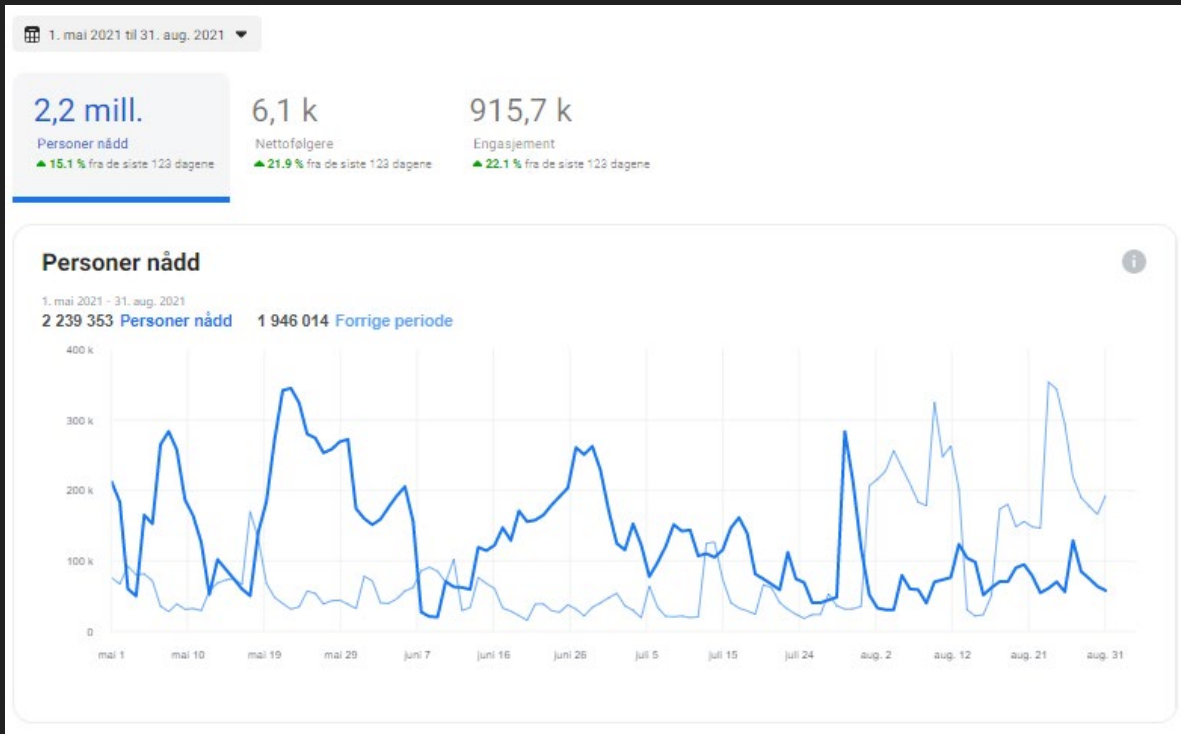 1. mai 2021 til 31. aug. 2021
2,2 mill.
Personer nådd
15.1 % fra de siste 123 dagene
6,1 k
Nettofølgere
21.9 % fra de siste 123 dagene
915,7 k
Engasjement
22.1 % fra de siste 123 dagene
Personer nådd
1. mai 2021 - 31. aug. 2021
2 239 353 Personer nådd 1 946 014 Forrige periode
400 k
300 k
200 k
100 k
0
mai 1 mai 10 mai 19 mai 29 juni 7 juni 16 juni 26 juli 5 juli 15 juli 24 aug. 2 aug. 12 aug. 21 aug. 31